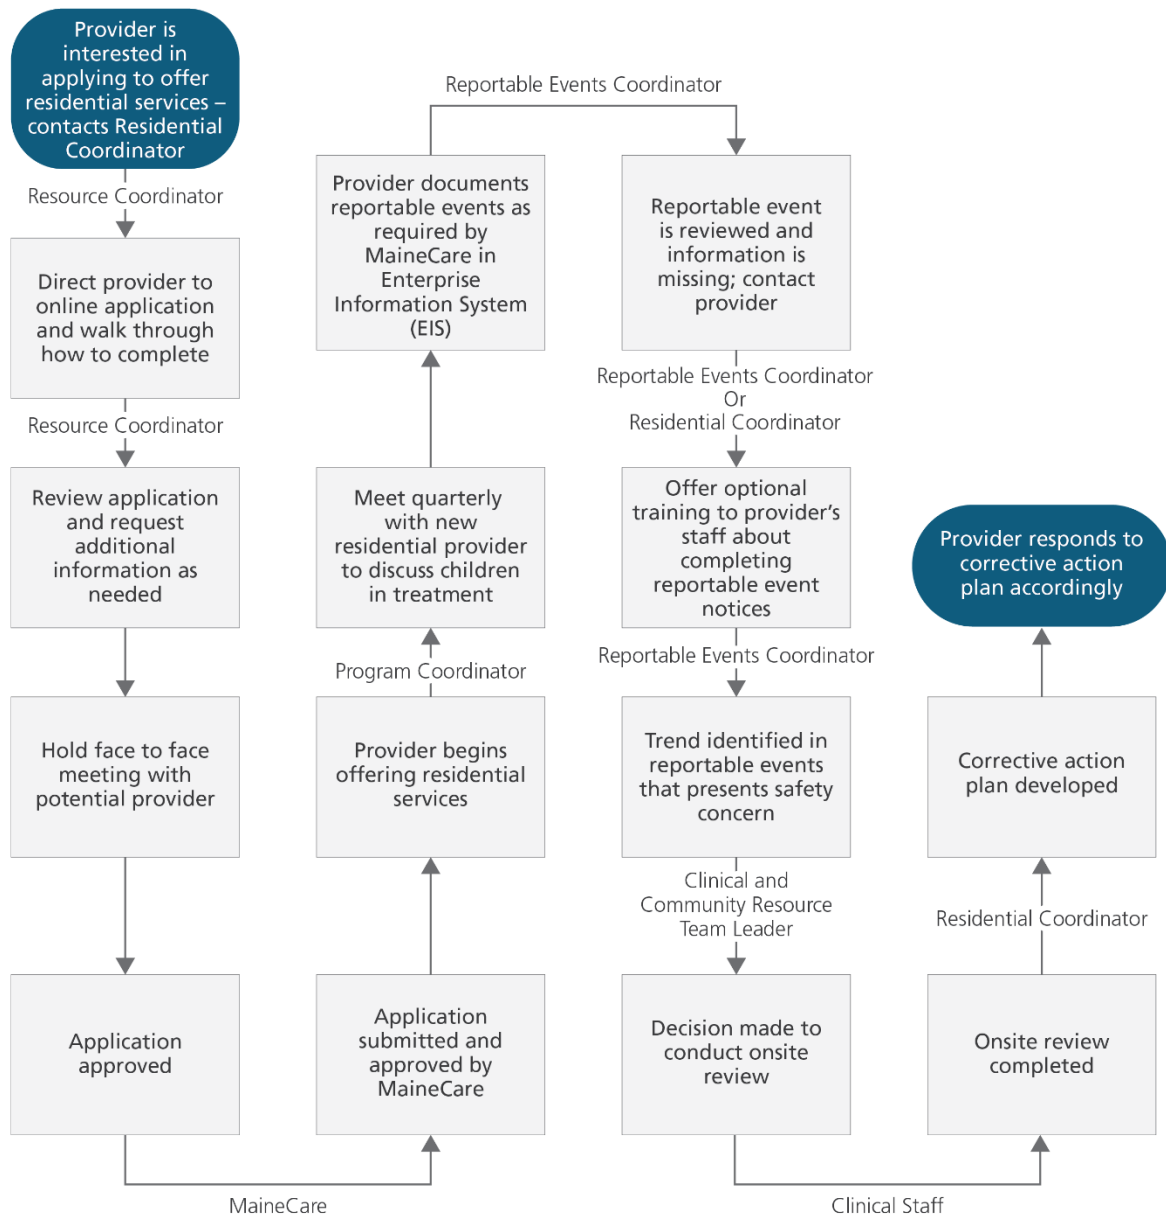 Provider is
interested in
applying to offer
residential services –
contacts Residential
Coordinator
Resource Coordinator
Direct provider to
online application
and walk through
how to complete
Resource Coordinator
Review application
and request
additional
information as
needed
Hold face to face
meeting with
potential provider
Application
approved
MaineCare
Application
submitted and
approved by
MaineCare
Provider begins
offering residential
services
Program Coordinator
Meet quarterly
with new
residential provider
to discuss children
in treatment
Provider documents
reportable events as
required by
MaineCare in
Enterprise
Information System
(EIS)
Reportable Events Coordinator
Reportable event
is reviewed and
information is
missing; contact
provider
Reportable Events Coordinator
Or
Residential Coordinator
Offer optional
training to provider’s
staff about
completing
reportable event
notices
Reportable Events Coordinator
Trend identified in
reportable events
that presents safety
concern
Clinical and
Community Resource
Team Leader
Decision made to
conduct onsite
review
Clinical Staff
Onsite review
completed
Residential Coordinator
Corrective action
plan developed
Provider responds to
corrective action
plan accordingly